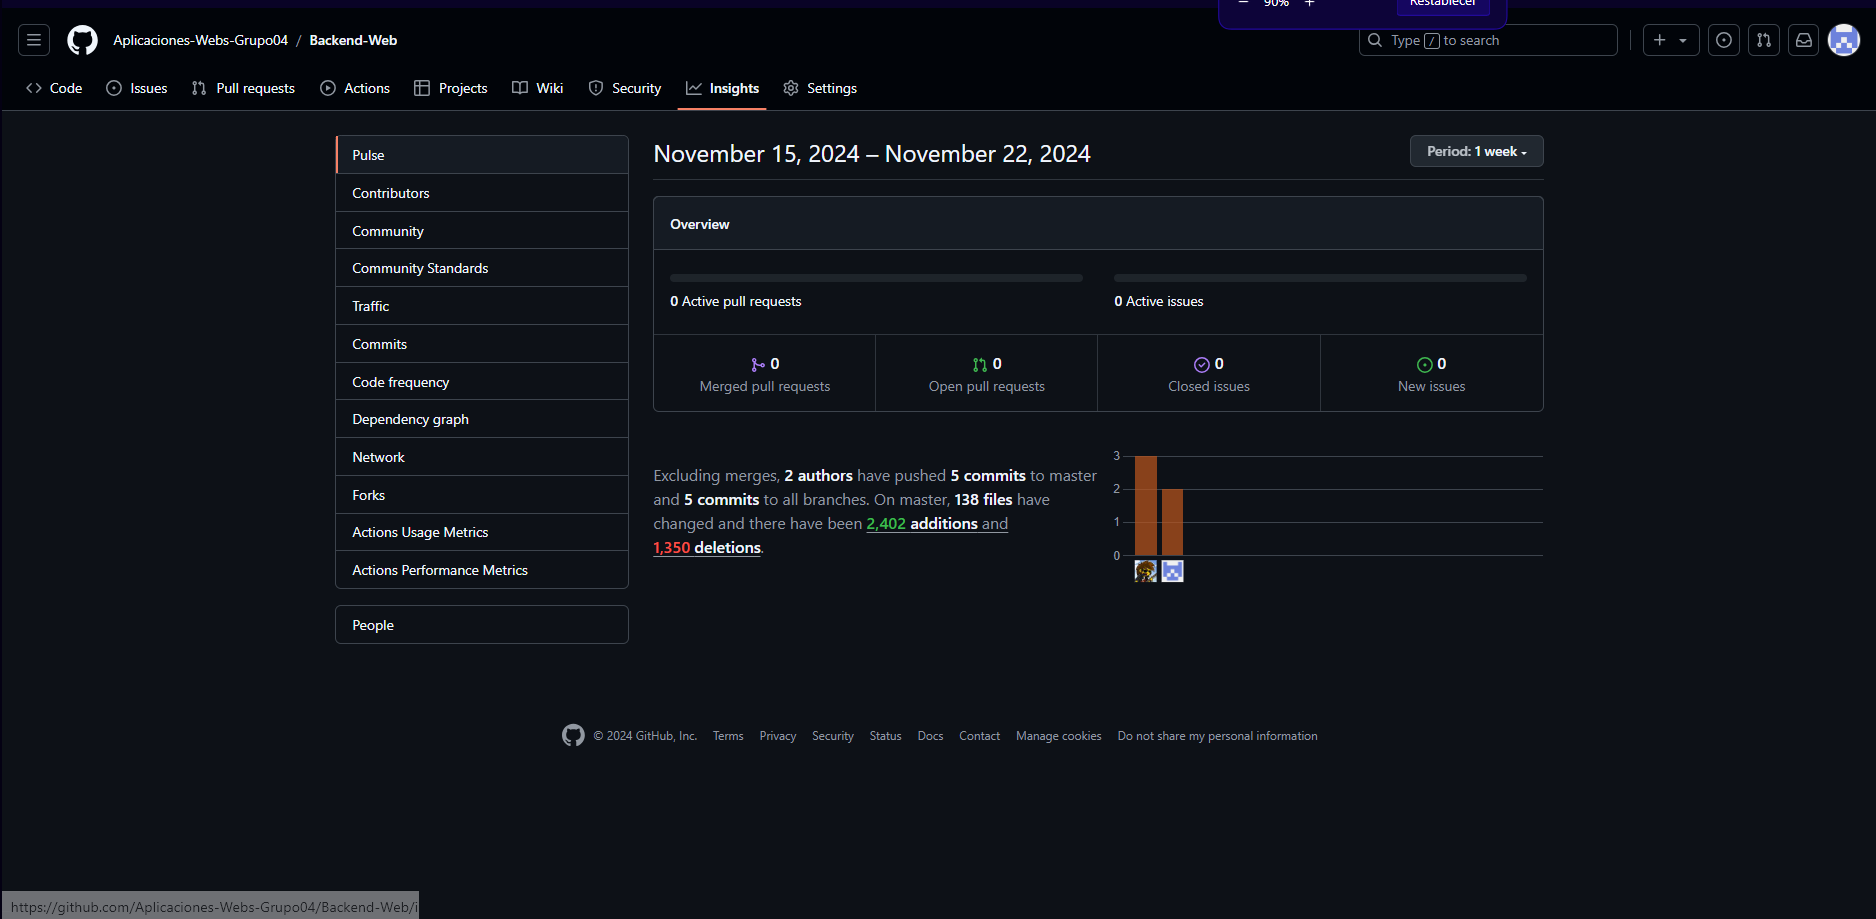 90%
Restablecer
Aplicaciones-Webs-Grupo04 / Backend-Web
Type / to search
Code Issues Pull requests Actions Projects Wiki Security Insights Settings
Pulse
Contributors
Community
Community Standards
Traffic
Commits
Code frequency
Dependency graph
Network
Forks
Actions Usage Metrics
Actions Performance Metrics
People
November 15, 2024 – November 22, 2024
Period: 1 week
Overview
0 Active pull requests
0 Active issues
0
Merged pull requests
0
Open pull requests
0
Closed issues
0
New issues
Excluding merges, 2 authors have pushed 5 commits to master
and 5 commits to all branches. On master, 138 files have
changed and there have been 2,402 additions and
1,350 deletions.
3
2
1
0
© 2024 GitHub, Inc. Terms Privacy Security Status Docs Contact Manage cookies Do not share my personal information
https://github.com/Aplicaciones-Webs-Grupo04/Backend-Web/i